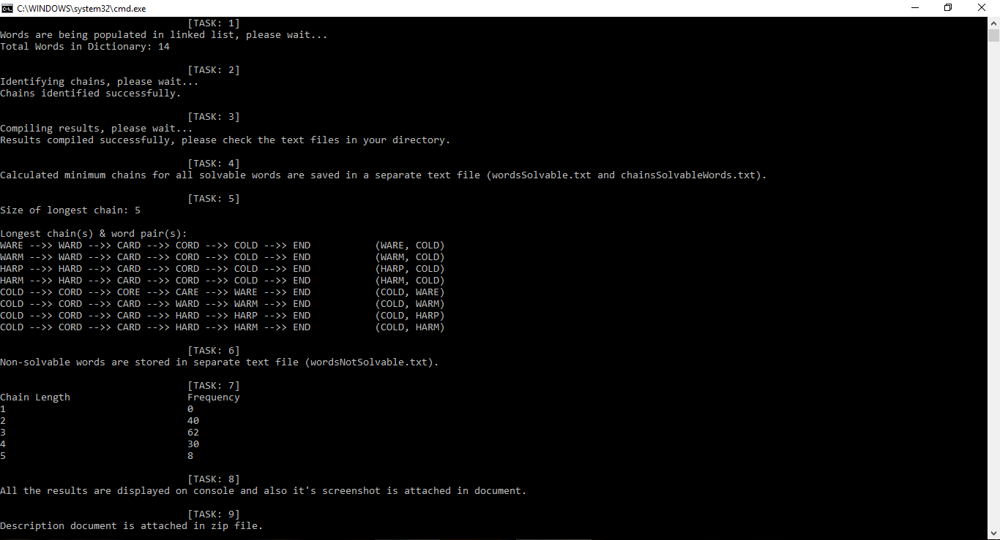 C:\WINDOWS\system32\cmd.exe
[TASK: 1]
Words are being populated in linked list, please wait...
Total Words in Dictionary: 14
[TASK: 2]
Identifying chains, please wait...
Chains identified successfully.
[TASK: 3]
Compiling results, please wait...
Results compiled successfully, please check the text files in your directory.
[TASK: 4]
Calculated minimum chains for all solvable words are saved in a separate text file (wordsSolvable.txt and chainsSolvableWords.txt).
[TASK: 5]
Size of longest chain: 5
Longest chain(s) & word pair(s):
WARE -->> WARD -->> CARD -->> CORD -->> COLD -->> END (WARE, COLD)
WARM -->> WARD -->> CARD -->> CORD -->> COLD -->> END (WARM, COLD)
HARP -->> HARD -->> CARD -->> CORD -->> COLD -->> END (HARP, COLD)
HARM -->> HARD -->> CARD -->> CORD -->> COLD -->> END (HARM, COLD)
COLD -->> CORD -->> CORE -->> CARE -->> WARE -->> END (COLD, WARE)
COLD -->> CORD -->> CARD -->> WARD -->> WARM -->> END (COLD, WARM)
COLD -->> CORD -->> CARD -->> HARD -->> HARP -->> END (COLD, HARP)
COLD -->> CORD -->> CARD -->> HARD -->> HARM -->> END (COLD, HARM)
[TASK: 6]
Non-solvable words are stored in separate text file (wordsNotSolvable.txt).
[TASK: 7]
Chain Length Frequency
1 0
2 40
3 62
4 30
5 8
[TASK: 8]
All the results are displayed on console and also it's screenshot is attached in document.
[TASK: 9]
Description document is attached in zip file.